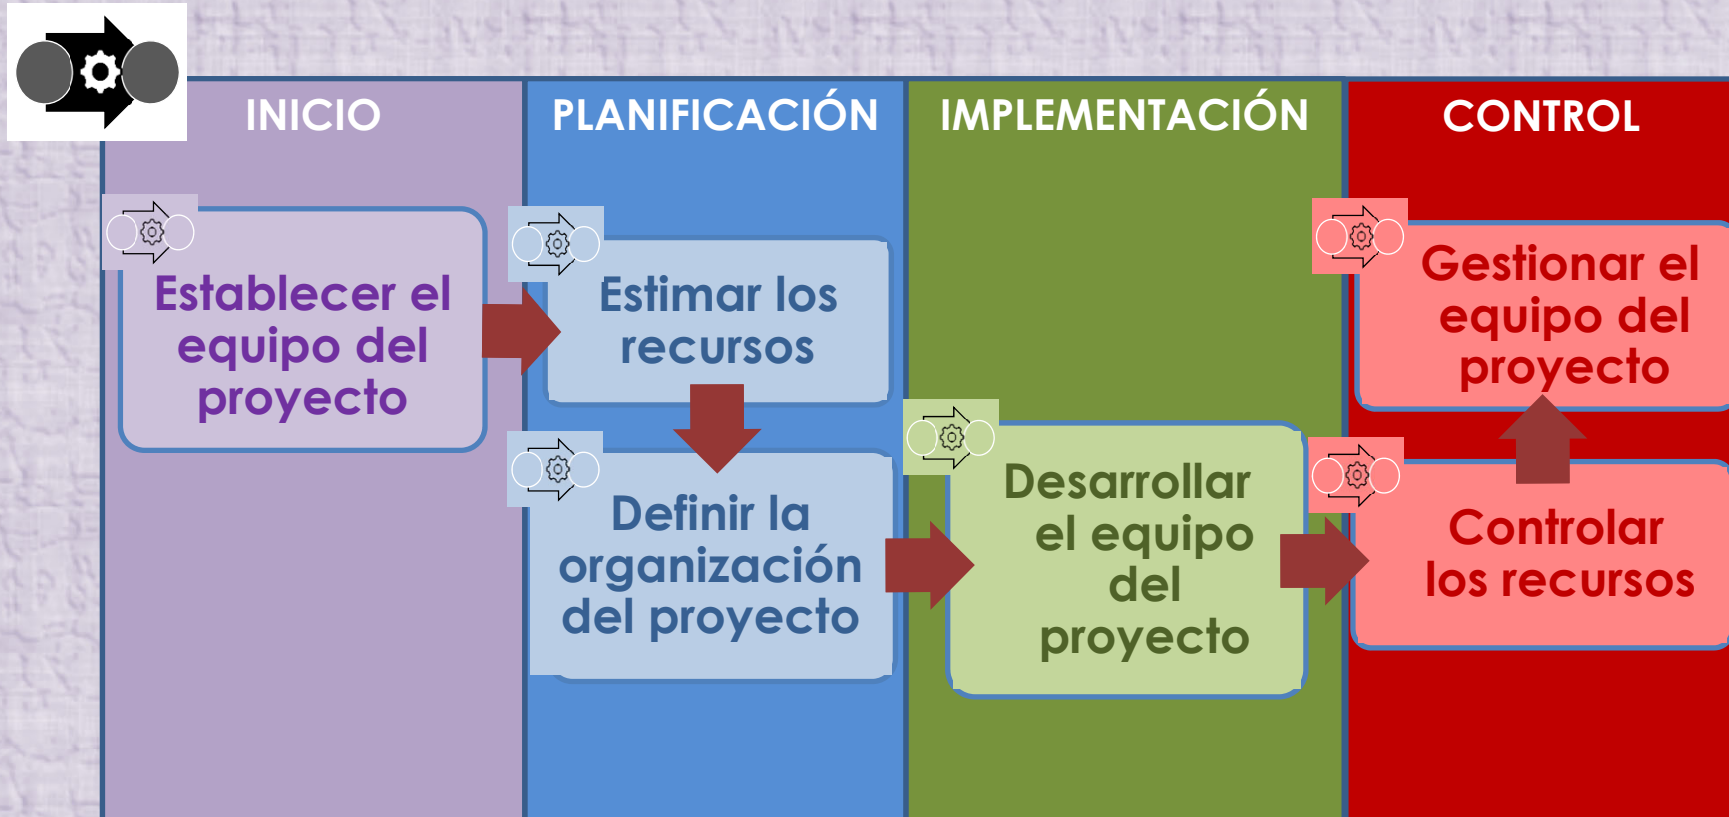 INICIO
PLANIFICACIÓN
IMPLEMENTACIÓN
CONTROL
Establecer el
equipo del
proyecto
Estimar los
recursos
Definir la
organización
del proyecto
Desarrollar
el equipo
del
proyecto
Gestionar el
equipo del
proyecto
Controlar
los recursos